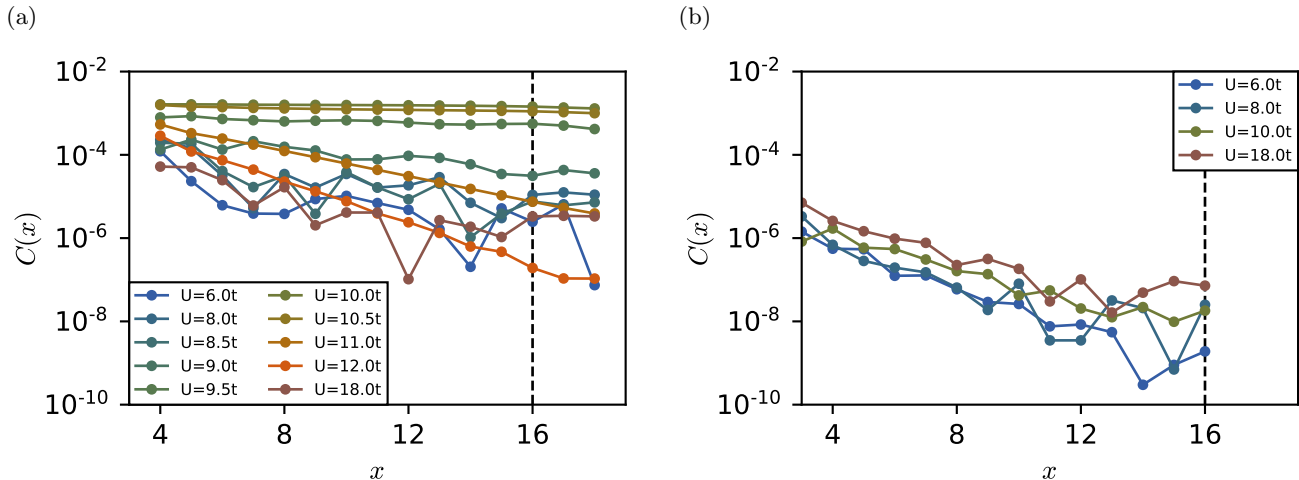 (a)
(b)
10⁻²
10⁻⁴
10⁻⁶
10⁻⁸
10⁻¹⁰
C(x)
4 8 12 16
x
U=6.0t
U=8.0t
U=8.5t
U=9.0t
U=9.5t
U=10.0t
U=10.5t
U=11.0t
U=12.0t
U=18.0t
10⁻²
10⁻⁴
10⁻⁶
10⁻⁸
10⁻¹⁰
C(x)
4 8 12 16
x
U=6.0t
U=8.0t
U=10.0t
U=18.0t